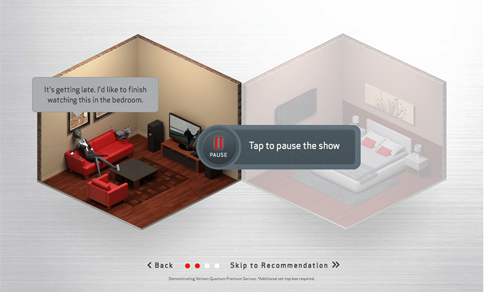 It's getting late. I'd like to finish
watching this in the bedroom.
PAUSE
Tap to pause the show
Back
Skip to Recommendation
Demonstrating Verizon Quantum Premium Service. *Additional set-top box required.